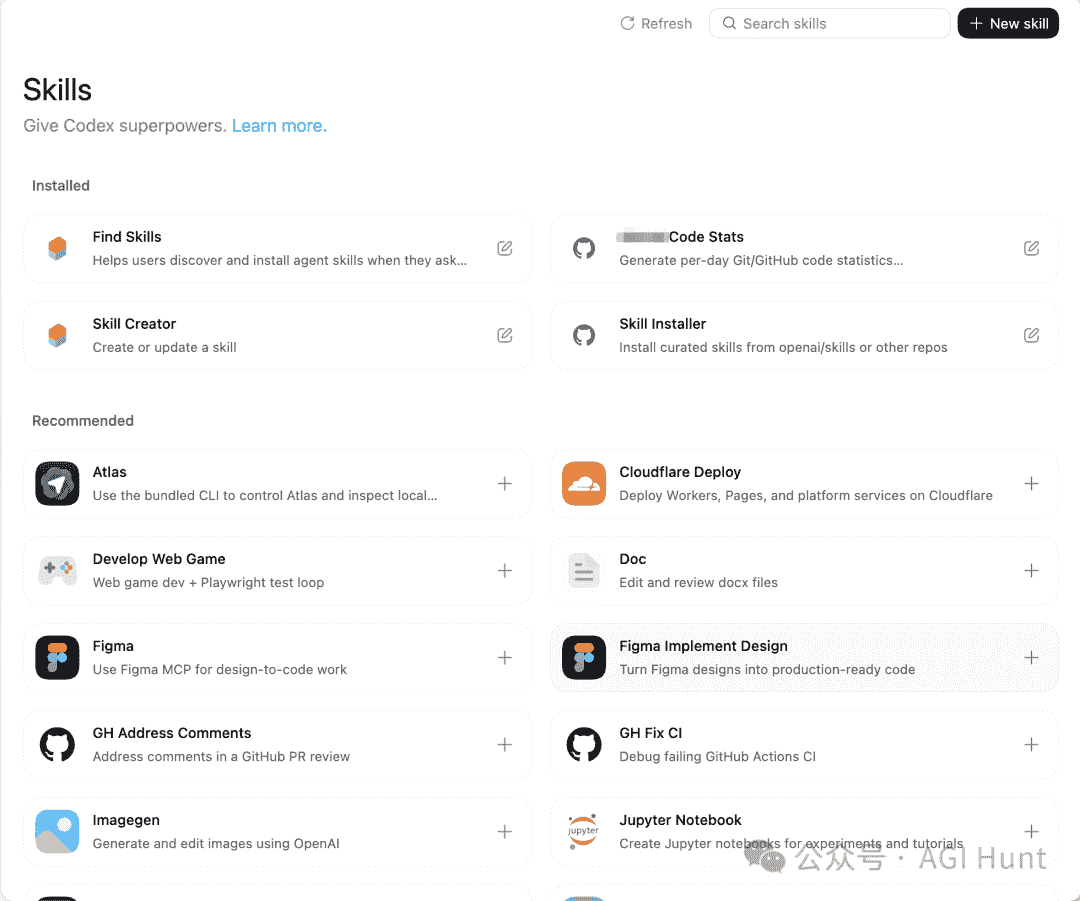 Refresh
Search skills
New skill
Skills
Give Codex superpowers. Learn more.
Installed
Find Skills
Helps users discover and install agent skills when they ask...
Code Stats
Generate per-day Git/GitHub code statistics...
Skill Creator
Create or update a skill
Skill Installer
Install curated skills from openai/skills or other repos
Recommended
Atlas
Use the bundled CLI to control Atlas and inspect local...
Cloudflare Deploy
Deploy Workers, Pages, and platform services on Cloudflare
Develop Web Game
Web game dev + Playwright test loop
Doc
Edit and review docx files
Figma
Use Figma MCP for design-to-code work
Figma Implement Design
Turn Figma designs into production-ready code
GH Address Comments
Address comments in a GitHub PR review
GH Fix CI
Debug failing GitHub Actions CI
Imagegen
Generate and edit images using OpenAI
jupyter
Jupyter Notebook
Create Jupyter notebooks for experiments and tutorials
公众号 · AGI Hunt